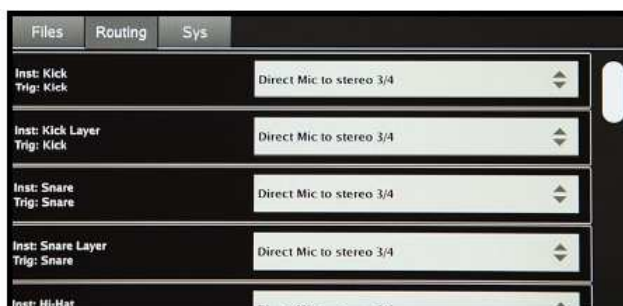 Files Routing Sys
Inst: Kick
Trig: Kick
Direct Mic to stereo 3/4
Inst: Kick Layer
Trig: Kick
Direct Mic to stereo 3/4
Inst: Snare
Trig: Snare
Direct Mic to stereo 3/4
Inst: Snare Layer
Trig: Snare
Direct Mic to stereo 3/4
Inst: Hi-Hat